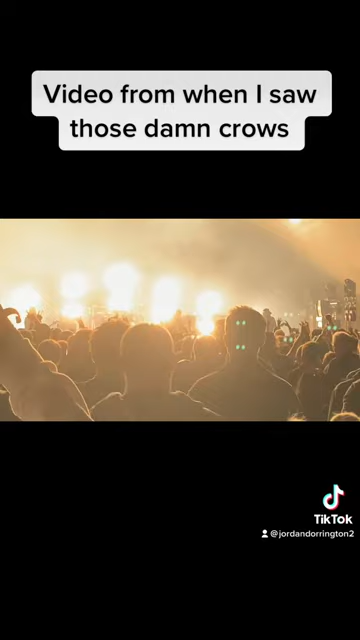 Video from when I saw
those damn crows
TikTok
@jordandorrington2